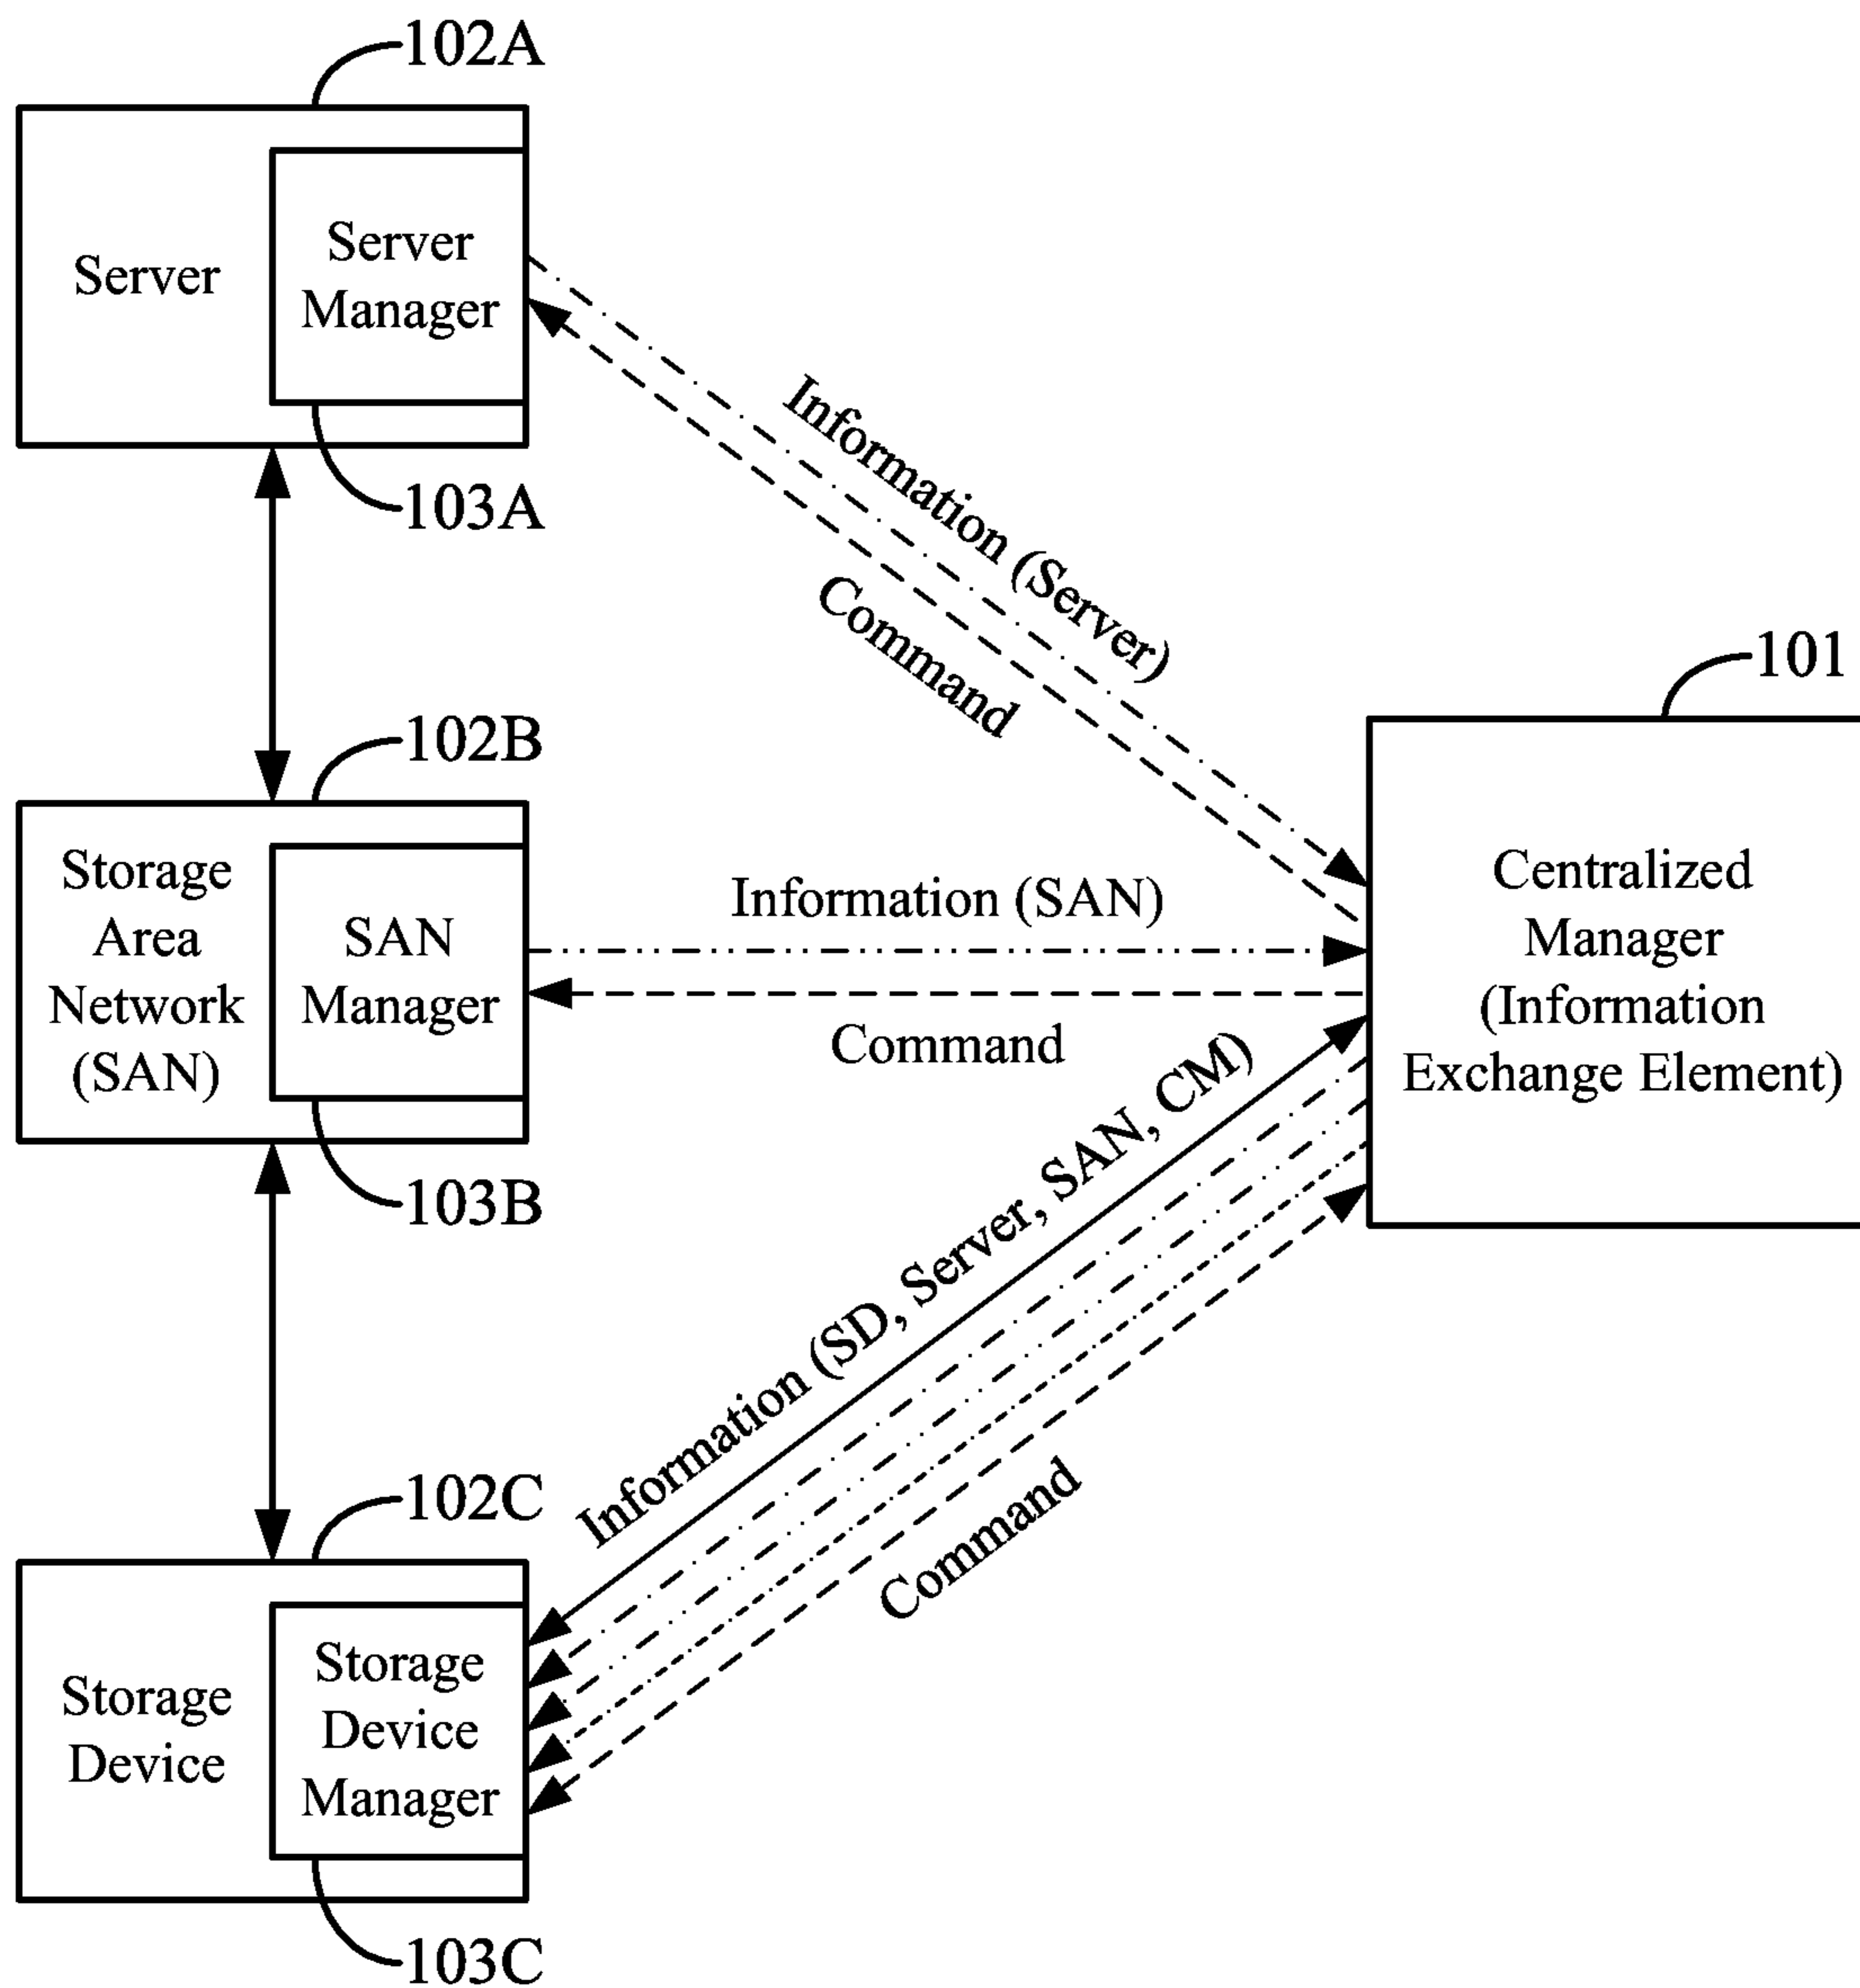 102A
Server
Server
Manager
103A
Information (Server)
Command
101
102B
Storage
Area
Network
(SAN)
SAN
Manager
103B
Information (SAN)
Command
Centralized
Manager
(Information
Exchange Element)
Information (SD, Server, SAN, CM)
Command
102C
Storage
Device
Storage
Device
Manager
103C